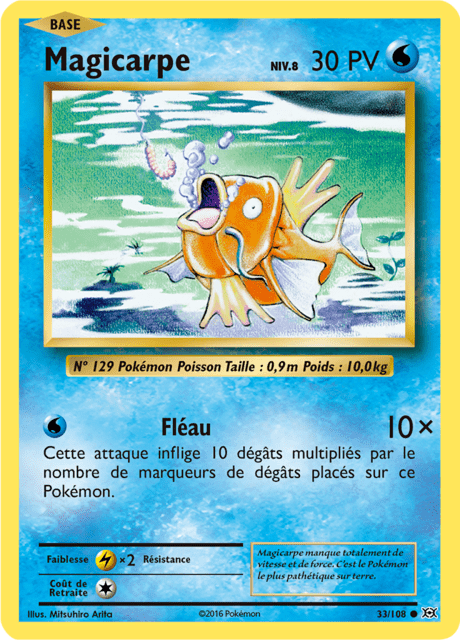 BASE
Magicarpe NIV.8 30 PV
N° 129 Pokémon Poisson Taille : 0,9 m Poids : 10,0 kg
Fléau 10×
Cette attaque inflige 10 dégâts multipliés par le
nombre de marqueurs de dégâts placés sur ce
Pokémon.
Faiblesse ×2 Résistance
Coût de
Retraite
Magicarpe manque totalement de
vitesse et de force. C'est le Pokémon
le plus pathétique sur terre.
Illus. Mitsuhiro Arita ©2016 Pokémon 33/108